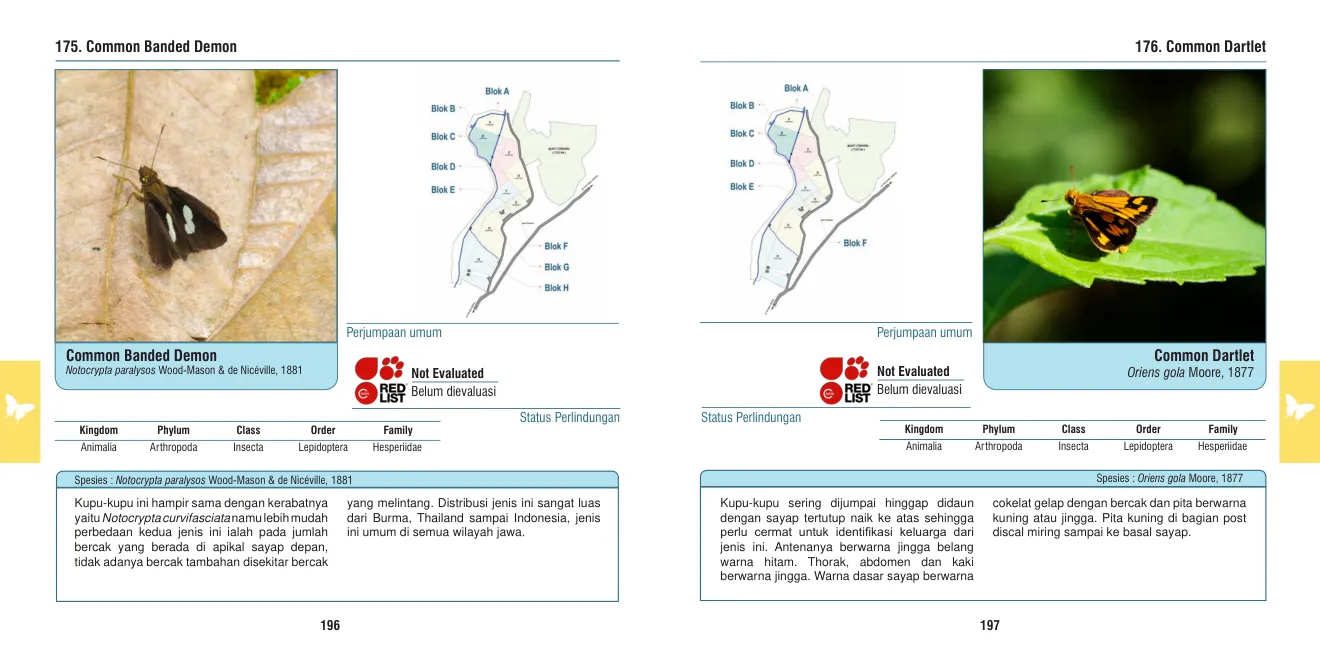 175. Common Banded Demon
Blok A
Blok B
Blok C
Blok D
Blok E
Blok F
Blok G
Blok H
Perjumpaan umum
Common Banded Demon
Notocrypta paralysos Wood-Mason & de Nicéville, 1881
RED
LIST
Not Evaluated
Belum dievaluasi
Status Perlindungan
Kingdom Phylum Class Order Family
Animalia Arthropoda Insecta Lepidoptera Hesperiidae
Spesies : Notocrypta paralysos Wood-Mason & de Nicéville, 1881
Kupu-kupu ini hampir sama dengan kerabatnya
yaitu Notocrypta curvifasciata namu lebih mudah
perbedaan kedua jenis ini ialah pada jumlah
bercak yang berada di apikal sayap depan,
tidak adanya bercak tambahan disekitar bercak
yang melintang. Distribusi jenis ini sangat luas
dari Burma, Thailand sampai Indonesia, jenis
ini umum di semua wilayah jawa.
196
176. Common Dartlet
Blok A
Blok B
Blok C
Blok D
Blok E
Blok F
Perjumpaan umum
Common Dartlet
Oriens gola Moore, 1877
RED
LIST
Not Evaluated
Belum dievaluasi
Status Perlindungan
Kingdom Phylum Class Order Family
Animalia Arthropoda Insecta Lepidoptera Hesperiidae
Spesies : Oriens gola Moore, 1877
Kupu-kupu sering dijumpai hinggap didaun
dengan sayap tertutup naik ke atas sehingga
perlu cermat untuk identifikasi keluarga dari
jenis ini. Antenanya berwarna jingga belang
warna hitam. Thorak, abdomen dan kaki
berwarna jingga. Warna dasar sayap berwarna
cokelat gelap dengan bercak dan pita berwarna
kuning atau jingga. Pita kuning di bagian post
discal miring sampai ke basal sayap.
197